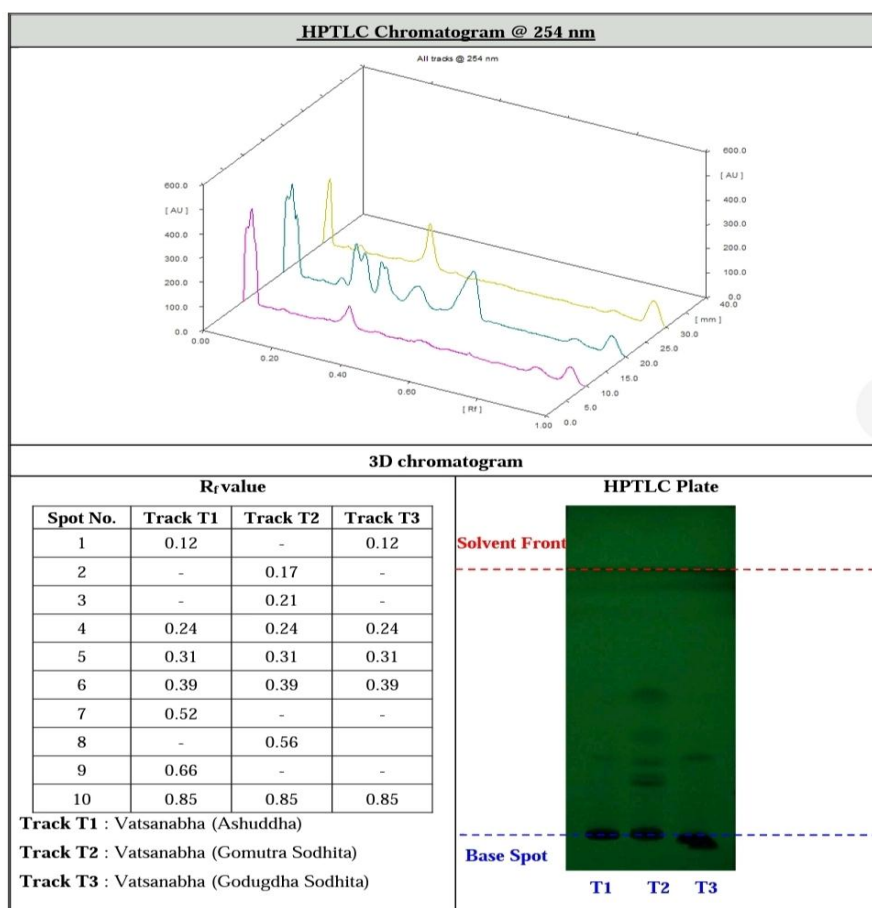 HPTLC Chromatogram @ 254 nm
All tracks @ 254 nm
600.0
[ AU ]
400.0
300.0
200.0
100.0
0.0
0.00
0.20
0.40
0.60
[ Rf ]
1.00
600.0
[ AU ]
400.0
300.0
200.0
100.0
0.0
40.0
[ mm ]
30.0
25.0
20.0
15.0
10.0
5.0
0.0
3D chromatogram
Rf value
Spot No. Track T1 Track T2 Track T3
1 0.12 - 0.12
2 - 0.17 -
3 - 0.21 -
4 0.24 0.24 0.24
5 0.31 0.31 0.31
6 0.39 0.39 0.39
7 0.52 - -
8 - 0.56
9 0.66 - -
10 0.85 0.85 0.85
Track T1 : Vatsanabha (Ashuddha)
Track T2 : Vatsanabha (Gomutra Sodhita)
Track T3 : Vatsanabha (Godugdha Sodhita)
HPTLC Plate
Solvent Front
Base Spot
T1 T2 T3